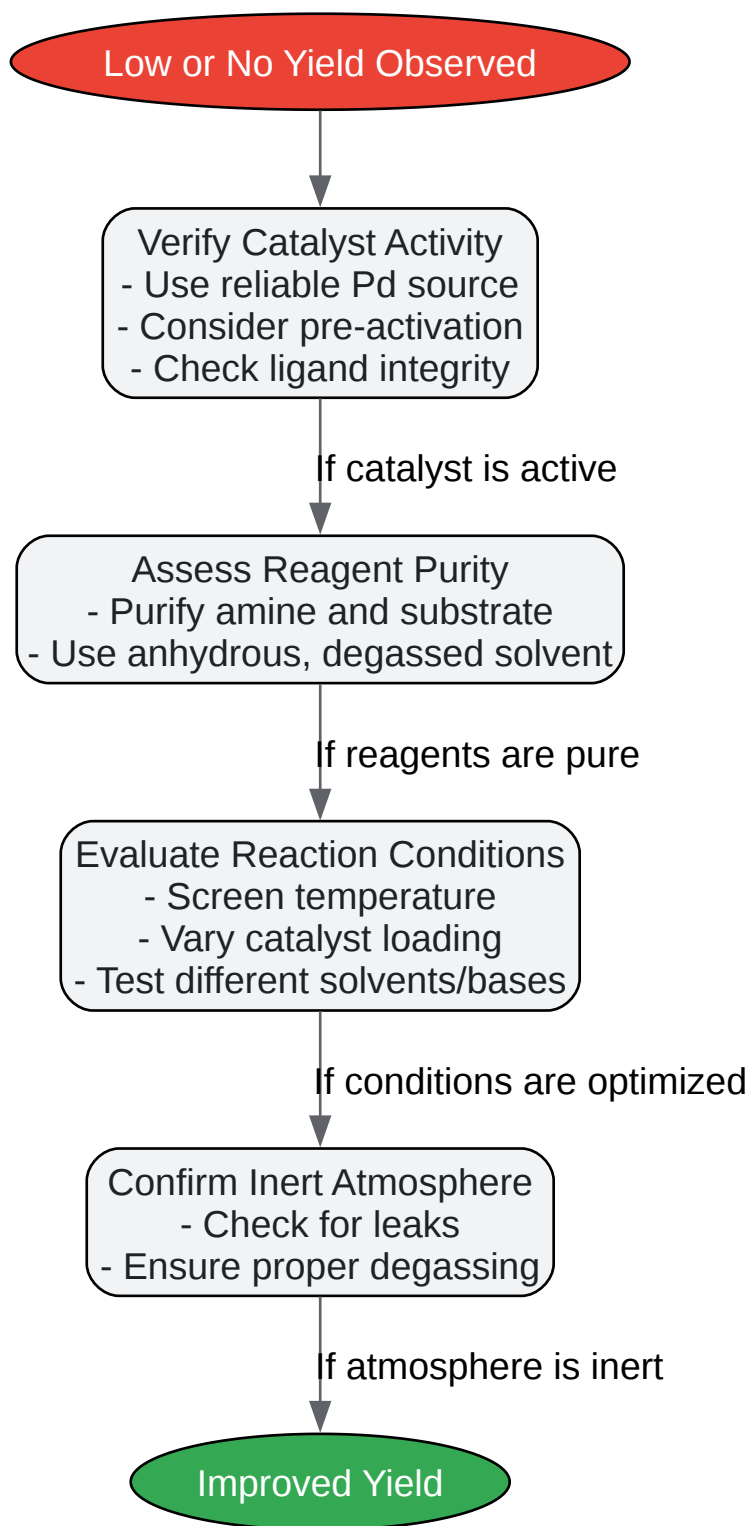 Low or No Yield Observed
Verify Catalyst Activity
- Use reliable Pd source
- Consider pre-activation
- Check ligand integrity
If catalyst is active
Assess Reagent Purity
- Purify amine and substrate
- Use anhydrous, degassed solvent
If reagents are pure
Evaluate Reaction Conditions
- Screen temperature
- Vary catalyst loading
- Test different solvents/bases
If conditions are optimized
Confirm Inert Atmosphere
- Check for leaks
- Ensure proper degassing
If atmosphere is inert
Improved Yield